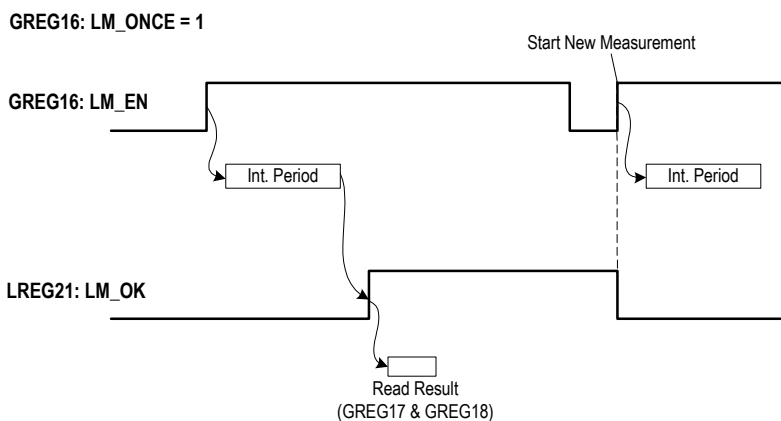 GREG16: LM_ONCE = 1
Start New Measurement
GREG16: LM_EN
Int. Period
Int. Period
LREG21: LM_OK
Read Result
(GREG17 & GREG18)